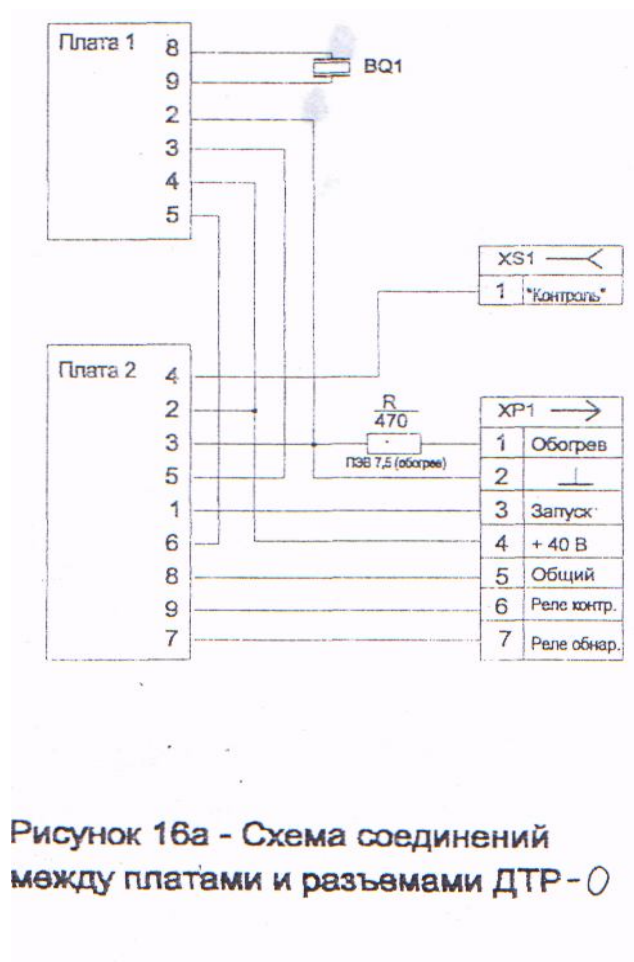 Плата 1
8
9
2
3
4
5
BQ1
XS1
1 "Контроль"
Плата 2
4
2
3
5
1
6
8
9
7
R
470
ПЭВ 7,5 (обогрев)
XP1
1 Обогрев
2
3 Запуск
4 + 40 В
5 Общий
6 Реле контр.
7 Реле обнар.
Рисунок 16а - Схема соединений
между платами и разъемами ДТР-О